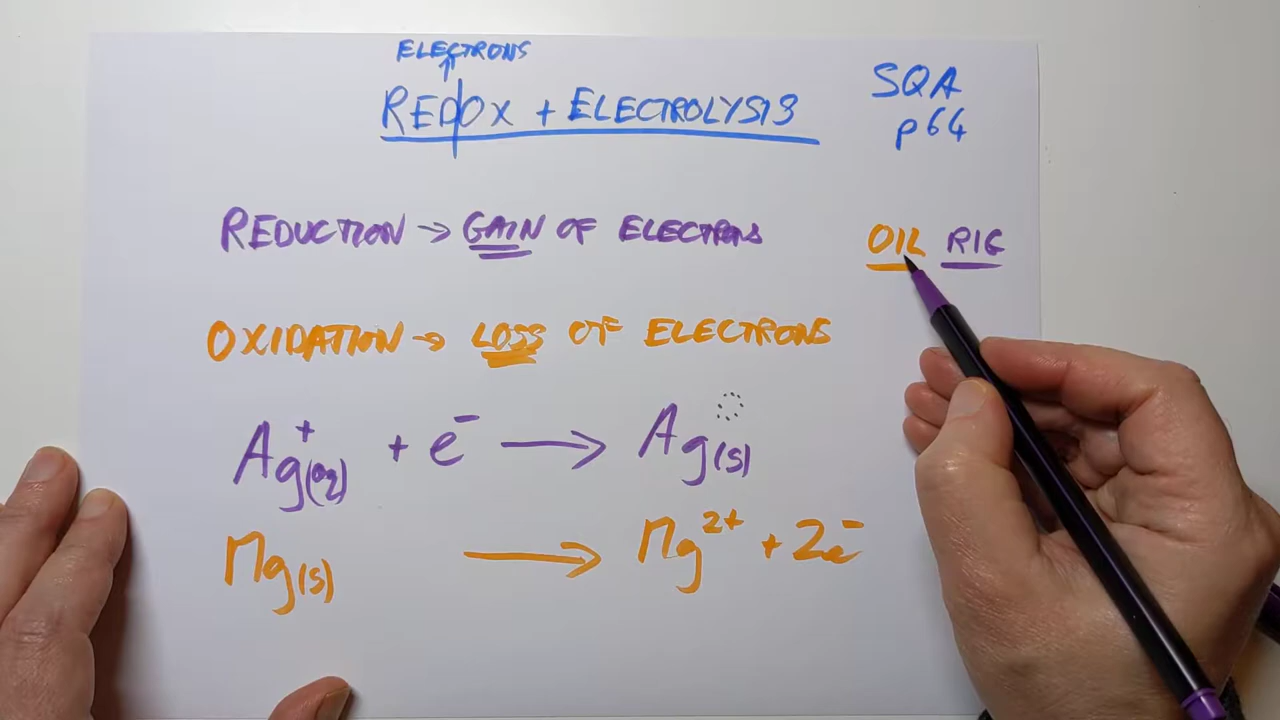 ELECTRONS
REDOX + ELECTROLYSIS
SQA
p64
REDUCTION → GAIN OF ELECTRONS
OIL RIG
OXIDATION → LOSS OF ELECTRONS
Ag⁺(aq) + e⁻ → Ag(s)
Mg(s) → Mg²⁺ + 2e⁻